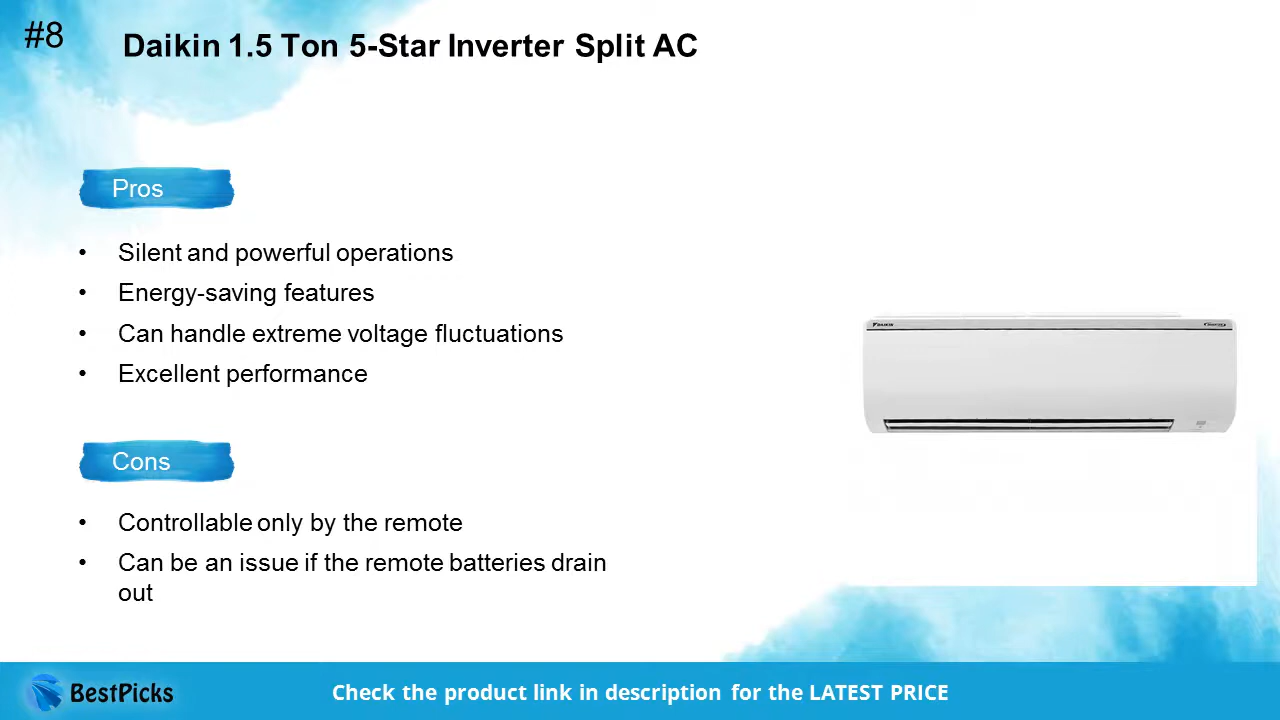 #8
Daikin 1.5 Ton 5-Star Inverter Split AC
Pros
• Silent and powerful operations
• Energy-saving features
• Can handle extreme voltage fluctuations
• Excellent performance
DAIKIN
Cons
• Controllable only by the remote
• Can be an issue if the remote batteries drain
out
BestPicks
Check the product link in description for the LATEST PRICE